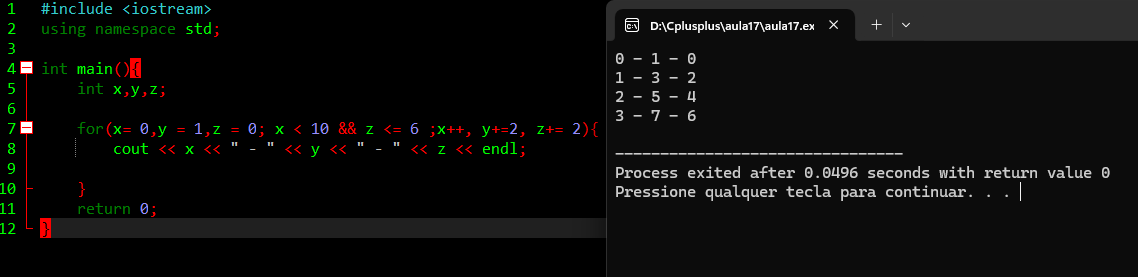 1 #include <iostream>
2 using namespace std;
3
4 int main(){
5 int x,y,z;
6
7 for(x= 0,y = 1,z = 0; x < 10 && z <= 6 ;x++, y+=2, z+= 2){
8 cout << x << " - " << y << " - " << z << endl;
9
10 }
11 return 0;
12 }
D:\Cplusplus\aula17\aula17.ex
0 - 1 - 0
1 - 3 - 2
2 - 5 - 4
3 - 7 - 6
--------------------------------
Process exited after 0.0496 seconds with return value 0
Pressione qualquer tecla para continuar. . .